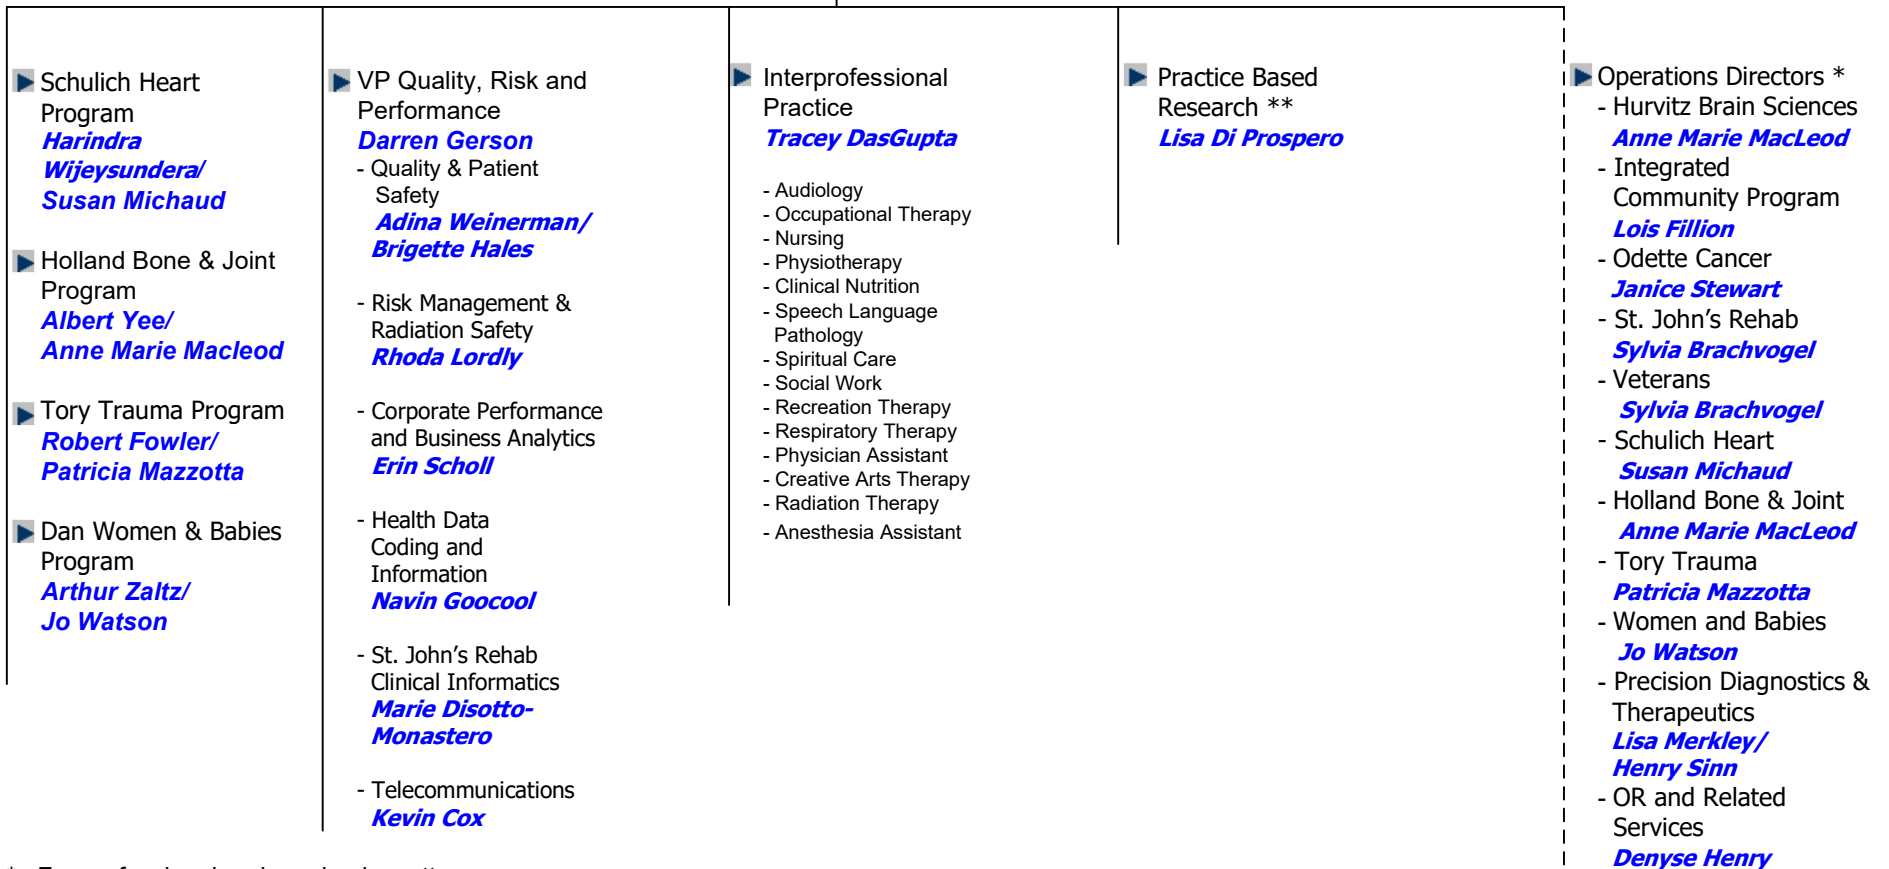 Schulich Heart
Program
Harindra
Wijeysundera/
Susan Michaud
Holland Bone & Joint
Program
Albert Yee/
Anne Marie Macleod
Tory Trauma Program
Robert Fowler/
Patricia Mazzotta
Dan Women & Babies
Program
Arthur Zaltz/
Jo Watson
VP Quality, Risk and
Performance
Darren Gerson
- Quality & Patient
Safety
Adina Weinerman/
Brigette Hales
- Risk Management &
Radiation Safety
Rhoda Lordly
- Corporate Performance
and Business Analytics
Erin Scholl
- Health Data
Coding and
Information
Navin Goocool
- St. John’s Rehab
Clinical Informatics
Marie Disotto-
Monastero
- Telecommunications
Kevin Cox
Interprofessional
Practice
Tracey DasGupta
- Audiology
- Occupational Therapy
- Nursing
- Physiotherapy
- Clinical Nutrition
- Speech Language
Pathology
- Spiritual Care
- Social Work
- Recreation Therapy
- Respiratory Therapy
- Physician Assistant
- Creative Arts Therapy
- Radiation Therapy
- Anesthesia Assistant
Practice Based
Research **
Lisa Di Prospero
Operations Directors *
- Hurvitz Brain Sciences
Anne Marie MacLeod
- Integrated
Community Program
Lois Fillion
- Odette Cancer
Janice Stewart
- St. John’s Rehab
Sylvia Brachvogel
- Veterans
Sylvia Brachvogel
- Schulich Heart
Susan Michaud
- Holland Bone & Joint
Anne Marie MacLeod
- Tory Trauma
Patricia Mazzotta
- Women and Babies
Jo Watson
- Precision Diagnostics &
Therapeutics
Lisa Merkley/
Henry Sinn
- OR and Related
Services
Denyse Henry